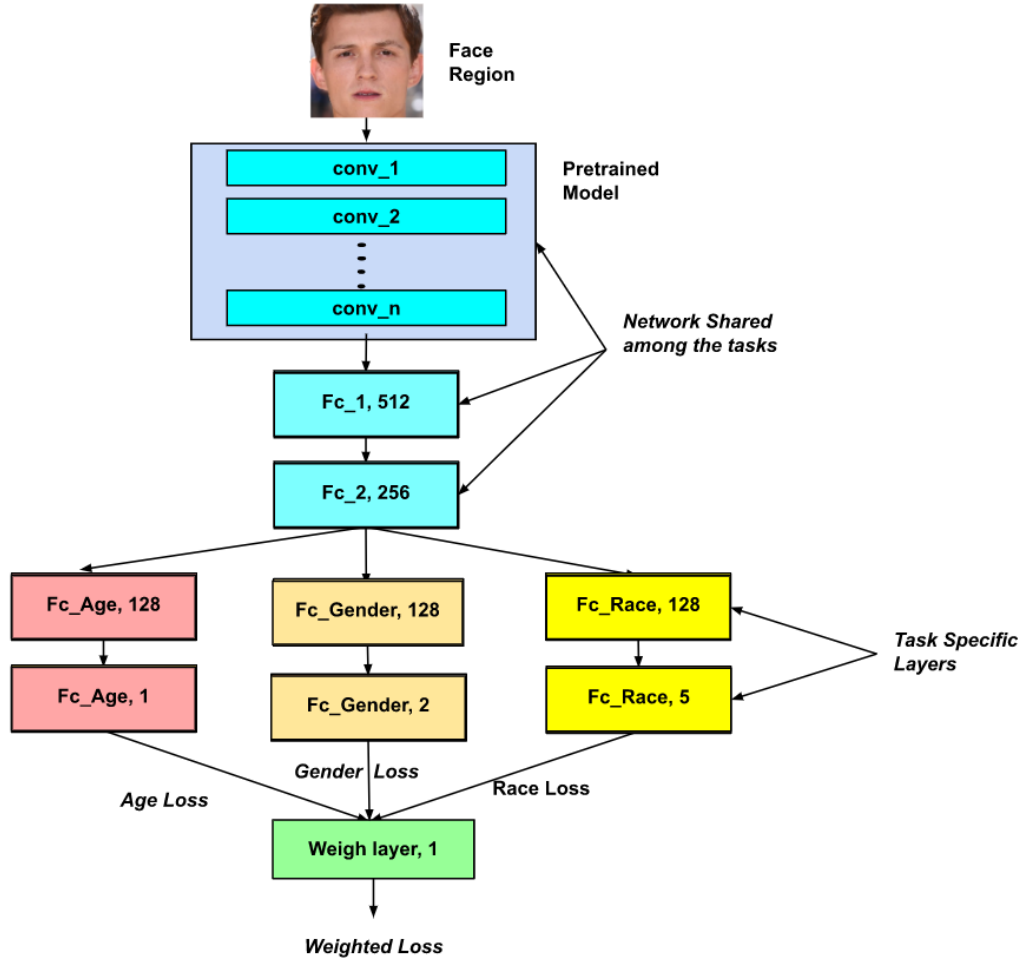 Face
Region
conv_1
Pretrained
Model
conv_2
conv_n
Network Shared
among the tasks
Fc_1, 512
Fc_2, 256
Fc_Age, 128
Fc_Gender, 128
Fc_Race, 128
Task Specific
Layers
Fc_Age, 1
Fc_Gender, 2
Fc_Race, 5
Age Loss
Gender Loss
Race Loss
Weigh layer, 1
Weighted Loss